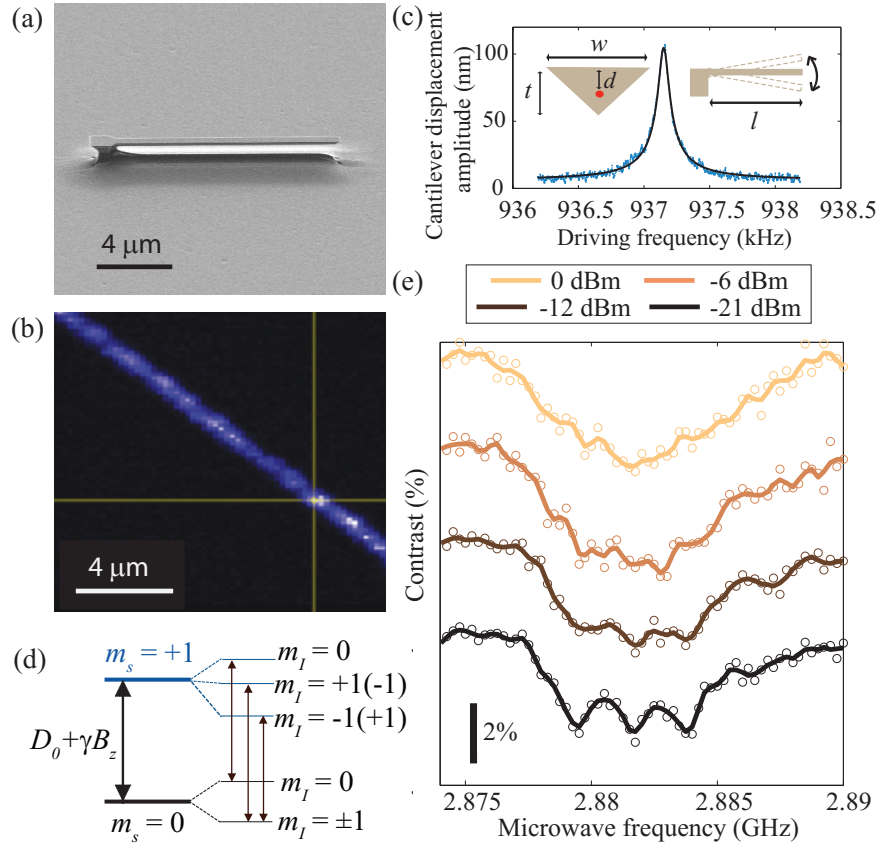 (a)
4 μm
(b)
4 μm
(c)
Cantilever displacement
amplitude (nm)
100
50
0
w
t
d
l
936 936.5 937 937.5 938 938.5
Driving frequency (kHz)
(d)
m_s = +1
m_I = 0
m_I = +1(-1)
m_I = -1(+1)
D_0+γB_z
m_I = 0
m_s = 0
m_I = ±1
(e)
0 dBm -6 dBm
-12 dBm -21 dBm
Contrast (%)
2%
2.875 2.88 2.885 2.89
Microwave frequency (GHz)